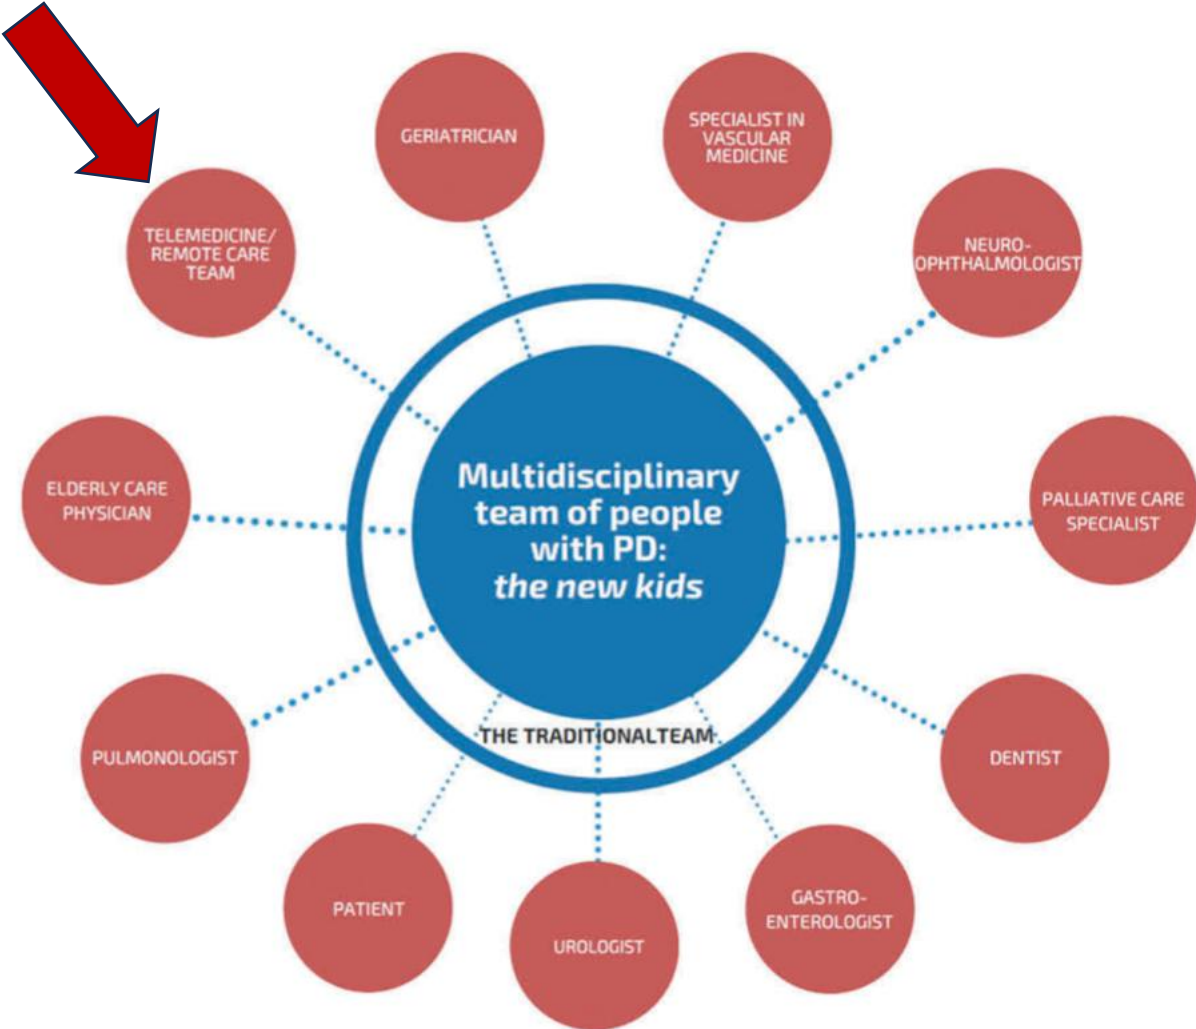 GERIATRICIAN
SPECIALIST IN
VASCULAR
MEDICINE
TELEMEDICINE/
REMOTE CARE
TEAM
NEURO-
OPHTHALMOLOGIST
Multidisciplinary
team of people
with PD:
the new kids
ELDERLY CARE
PHYSICIAN
PALLIATIVE CARE
SPECIALIST
THE TRADITIONALTEAM
PULMONOLOGIST
DENTIST
PATIENT
UROLOGIST
GASTRO-
ENTEROLOGIST